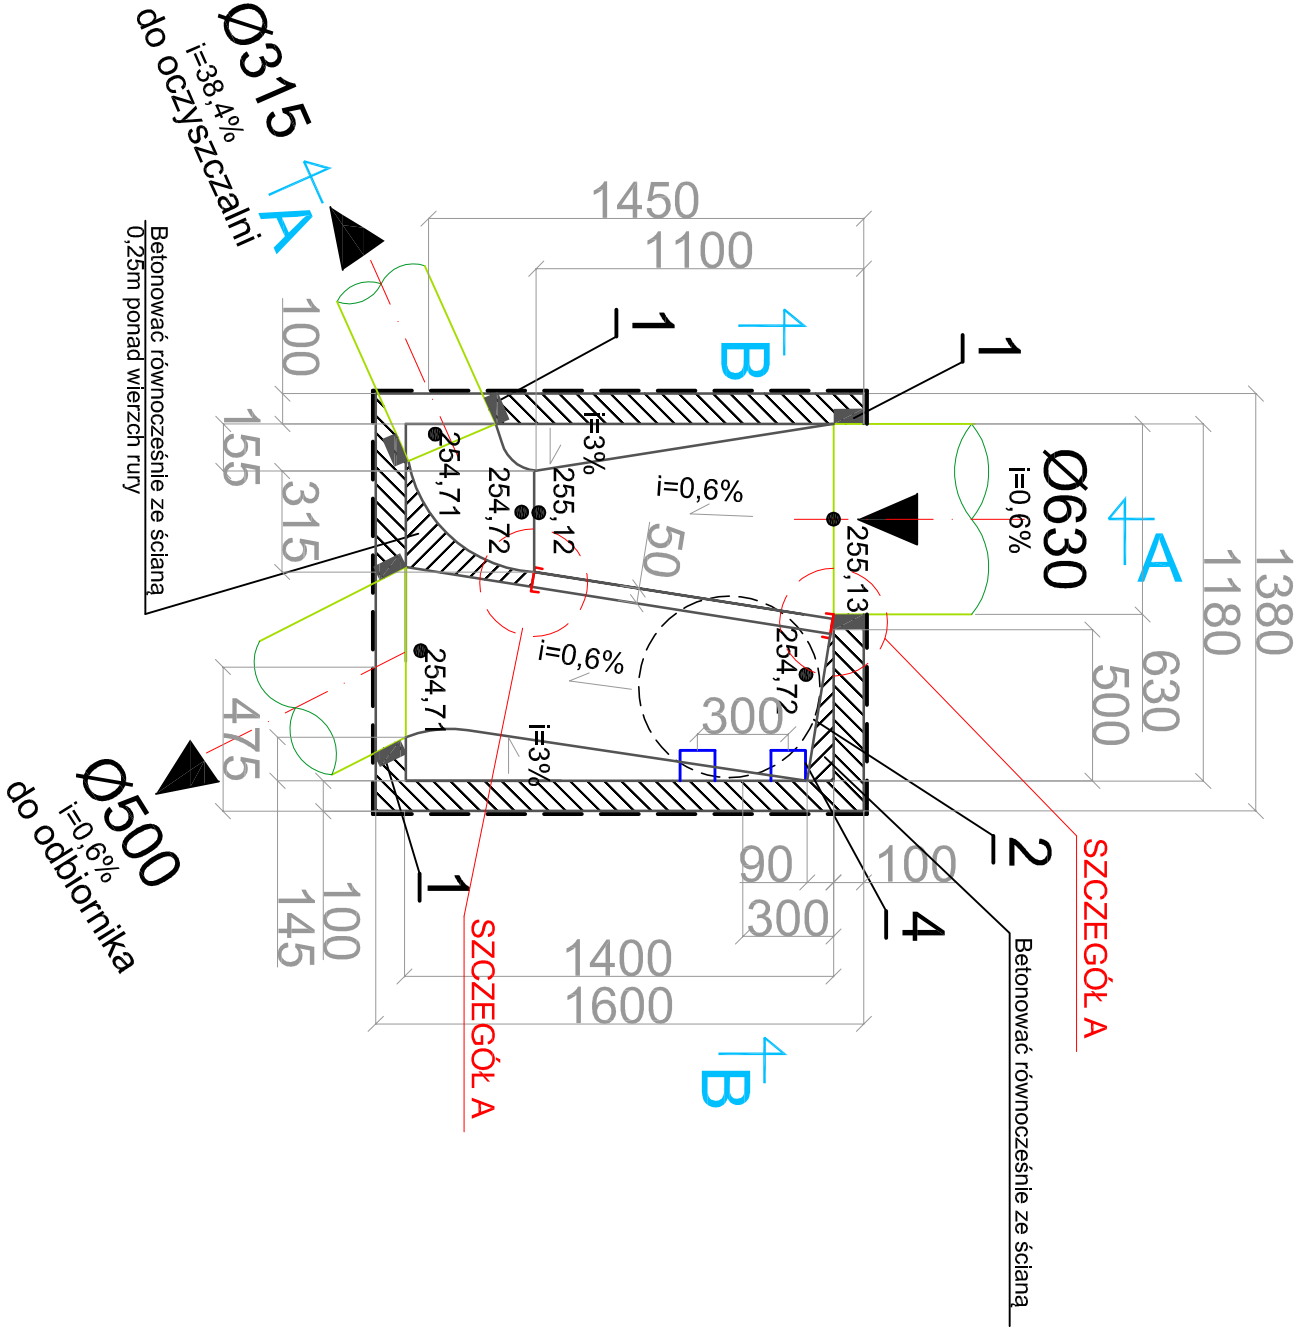 Ø315
i=38,4%
do oczyszczalni
A
Betonować równocześnie ze ścianą
0,25m ponad wierzch rury
1450
1100
1
B
1
Ø630
i=0,6%
A
100
155
315
475
145
100
1380
1180
630
500
i=3%
i=0,6%
254,71
254,72
255,12
50
255,13
i=0,6%
254,72
254,71
300
i=3%
90
100
300
1400
1600
2
4
1
Ø500
i=0,6%
do odbiornika
SZCZEGÓŁ A
SZCZEGÓŁ A
Betonować równocześnie ze ścianą
B